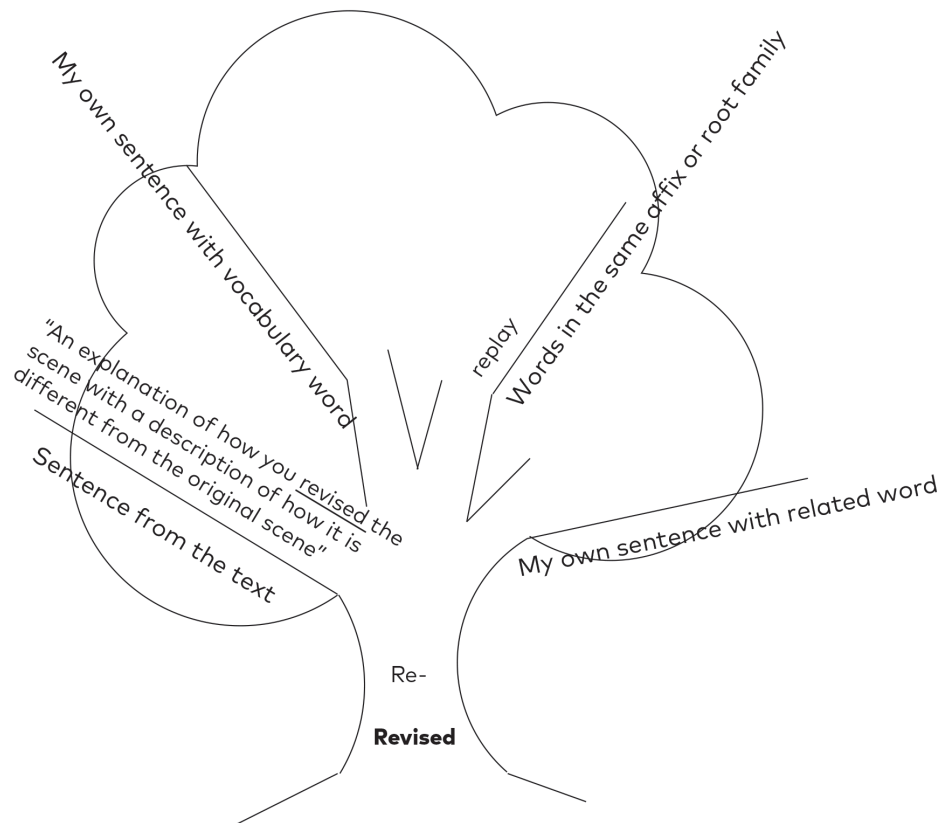 My own sentence with vocabulary word
Words in the same affix or root family
replay
"An explanation of how you revised the
scene with a description of how it is
different from the original scene"
Sentence from the text
My own sentence with related word
Re-
Revised